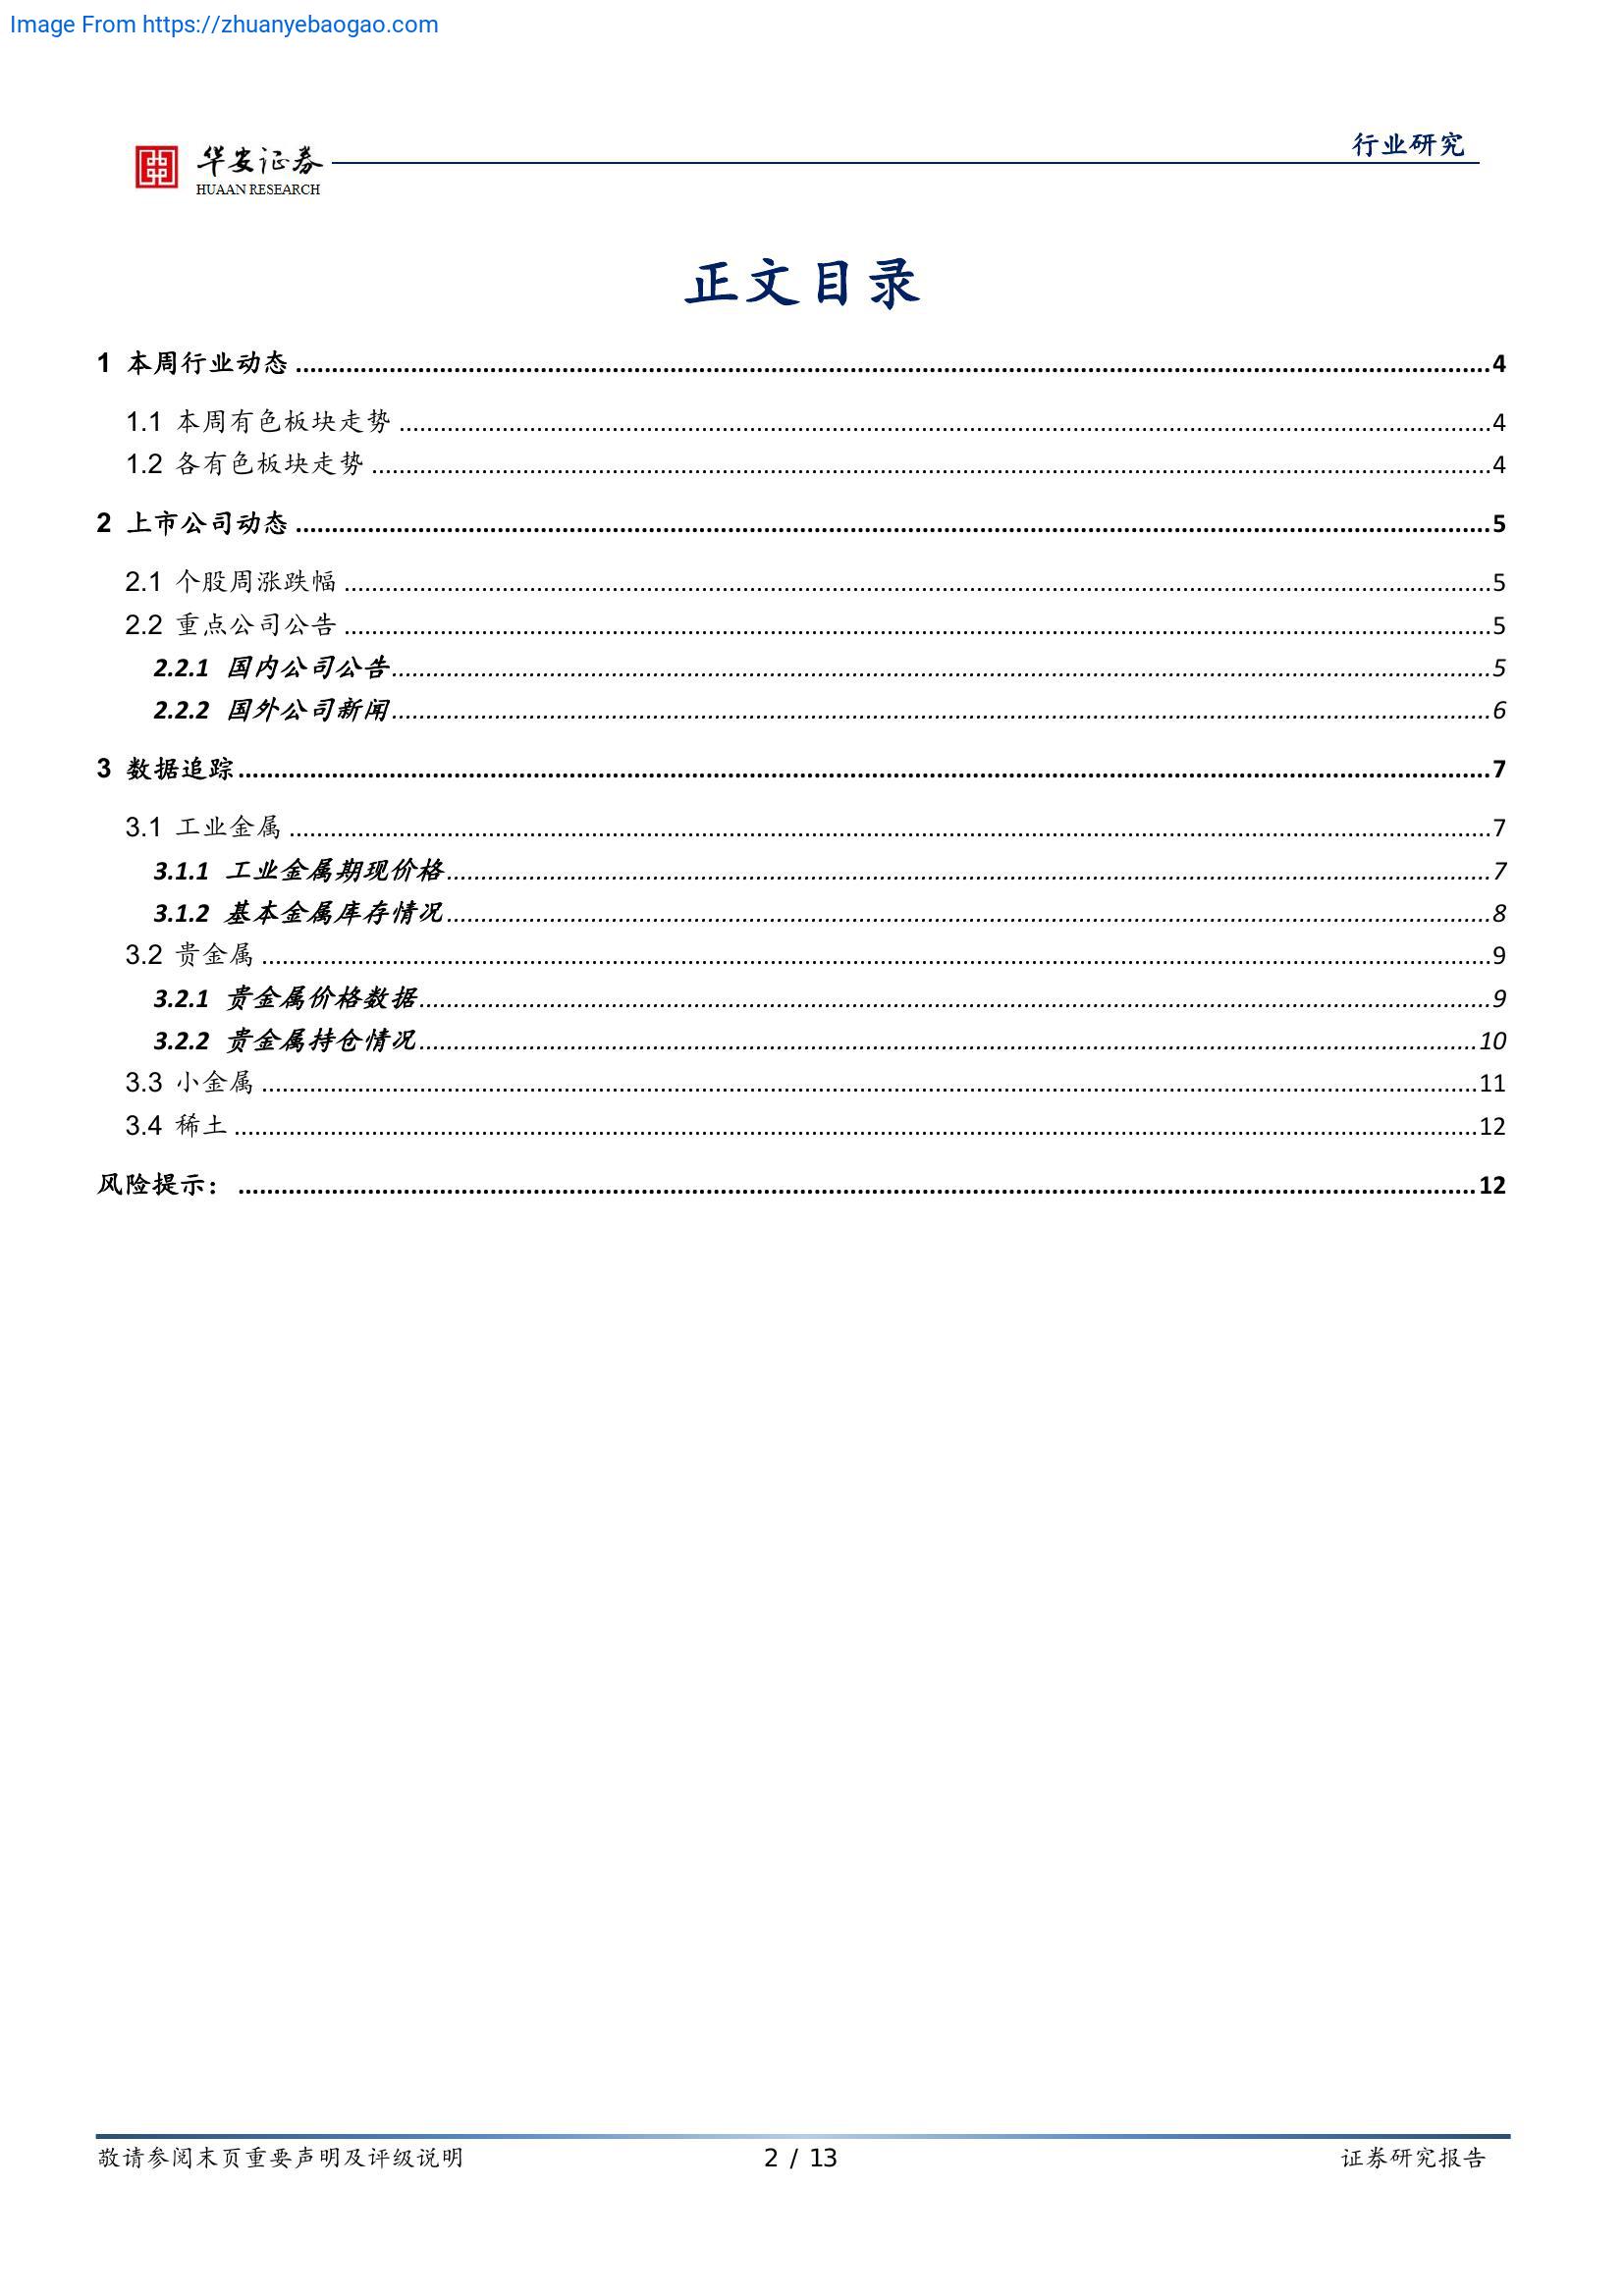 Image From https://zhuanyebaogao.com
行业研究
华安证券
HUAAN RESEARCH
正文目录
1 本周行业动态 ........ 4
1.1 本周有色板块走势 ........ 4
1.2 各有色板块走势 ........ 4
2 上市公司动态 ........ 5
2.1 个股周涨跌幅 ........ 5
2.2 重点公司公告 ........ 5
2.2.1 国内公司公告 ........ 5
2.2.2 国外公司新闻 ........ 6
3 数据追踪 ........ 7
3.1 工业金属 ........ 7
3.1.1 工业金属期现价格 ........ 7
3.1.2 基本金属库存情况 ........ 8
3.2 贵金属 ........ 9
3.2.1 贵金属价格数据 ........ 9
3.2.2 贵金属持仓情况 ........ 10
3.3 小金属 ........ 11
3.4 稀土 ........ 12
风险提示： ........ 12
敬请参阅末页重要声明及评级说明 2 / 13 证券研究报告